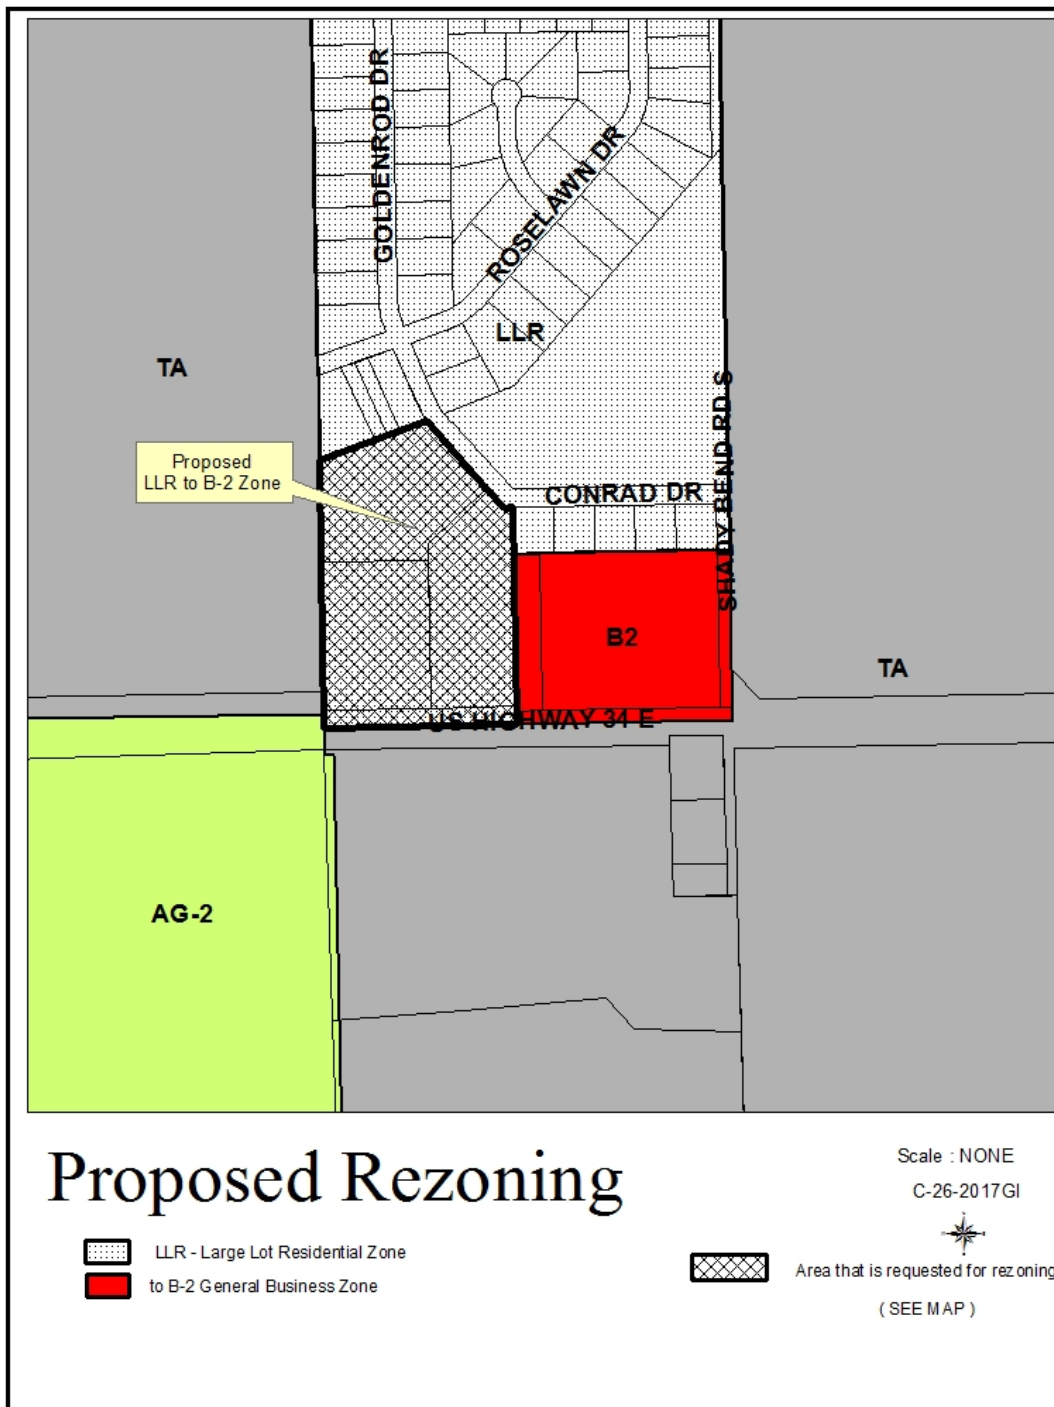 GOLDENROD DR
ROSELAWN DR
LLR
TA
SHADY BEND RD S
Proposed
LLR to B-2 Zone
CONRAD DR
B2
TA
US HIGHWAY 34 E
AG-2
Proposed Rezoning
Scale : NONE
C-26-2017GI
LLR - Large Lot Residential Zone
to B-2 General Business Zone
Area that is requested for rezoning
( SEE MAP )